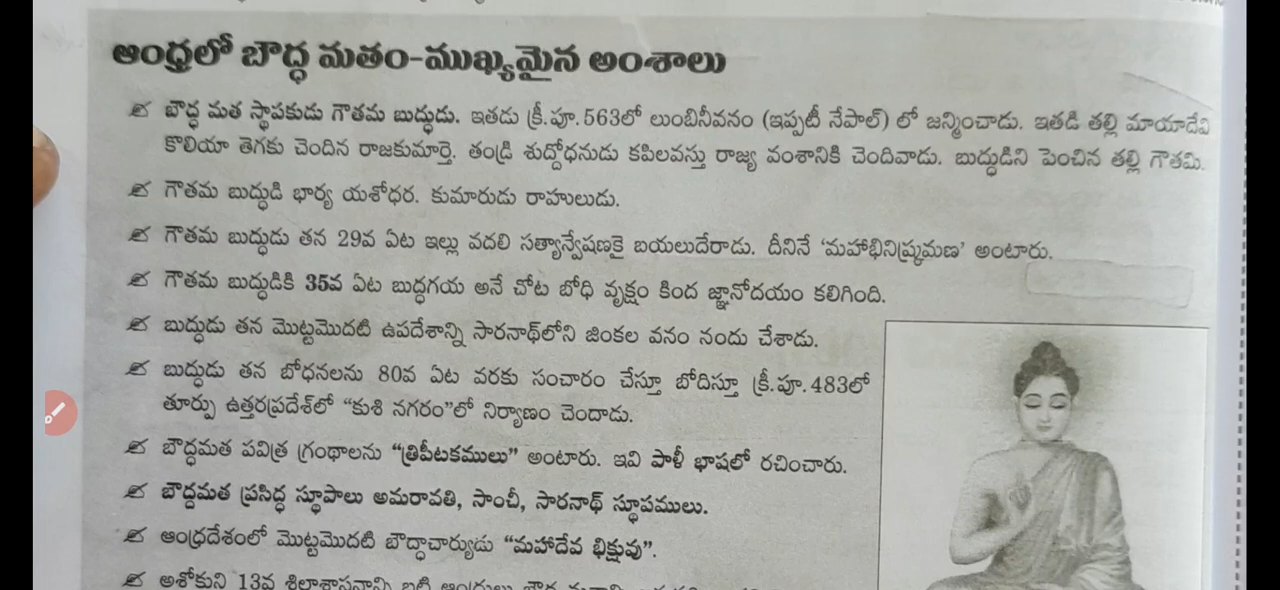 ఆంధ్రలో బౌద్ధ మతం-ముఖ్యమైన అంశాలు
బౌద్ధ మత స్థాపకుడు గౌతమ బుద్ధుడు. ఇతడు క్రీ.పూ.563లో లుంబినీవనం (ఇప్పటి నేపాల్) లో జన్మించాడు. ఇతడి తల్లి మాయాదేవి
కొలియా తెగకు చెందిన రాజకుమార్తె. తండ్రి శుద్ధోధనుడు కపిలవస్తు రాజ్య వంశానికి చెందివాడు. బుద్ధుడిని పెంచిన తల్లి గౌతమి.
గౌతమ బుద్ధుడి భార్య యశోధర. కుమారుడు రాహులుడు.
గౌతమ బుద్ధుడు తన 29వ ఏట ఇల్లు వదలి సత్యాన్వేషణకై బయలుదేరాడు. దీనినే ‘మహాభినిష్క్రమణ’ అంటారు.
గౌతమ బుద్ధుడికి 35వ ఏట బుద్ధగయ అనే చోట బోధి వృక్షం కింద జ్ఞానోదయం కలిగింది.
బుద్ధుడు తన మొట్టమొదటి ఉపదేశాన్ని సారనాథ్‌లోని జింకల వనం నందు చేశాడు.
బుద్ధుడు తన బోధనలను 80వ ఏట వరకు సంచారం చేస్తూ బోదిస్తూ క్రీ.పూ.483లో
తూర్పు ఉత్తరప్రదేశ్‌లో “కుశి నగరం”లో నిర్యాణం చెందాడు.
బౌద్ధమత పవిత్ర గ్రంథాలను “త్రిపీటకములు” అంటారు. ఇవి పాళీ భాషలో రచించారు.
బౌద్ధమత ప్రసిద్ధ స్థూపాలు అమరావతి, సాంచీ, సారనాథ్ స్థూపములు.
ఆంధ్రదేశంలో మొట్టమొదటి బౌద్ధాచార్యుడు “మహాదేవ భిక్షువు”.
అశోకుని 13వ శిలాశాసనాన్ని బట్టి ఆంధ్రులు